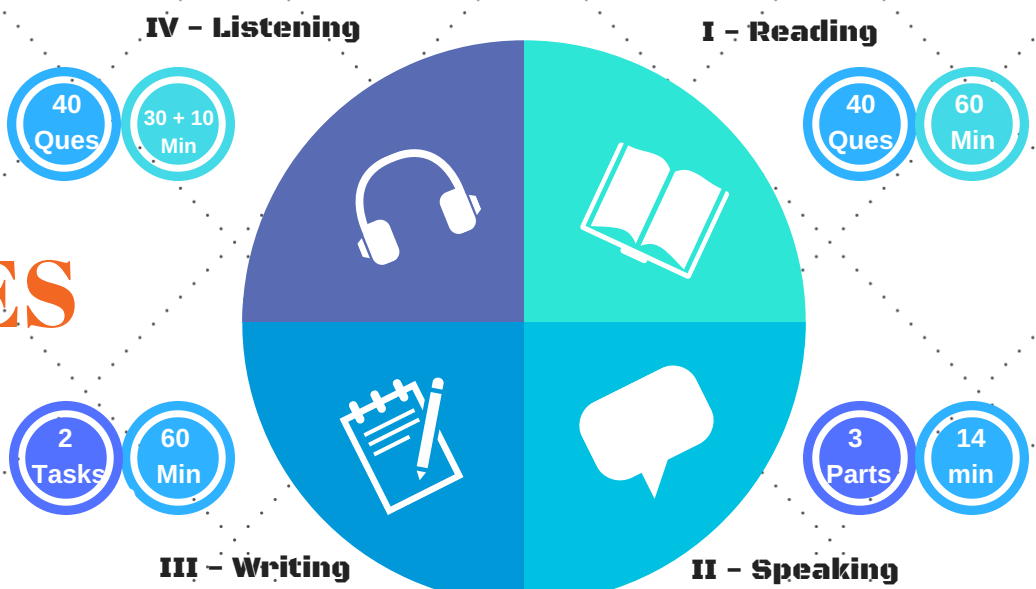 IV – Listening
I – Reading
40
Ques
30 + 10
Min
40
Ques
60
Min
ES
2
Tasks
60
Min
3
Parts
14
min
III – Writing
II – Speaking